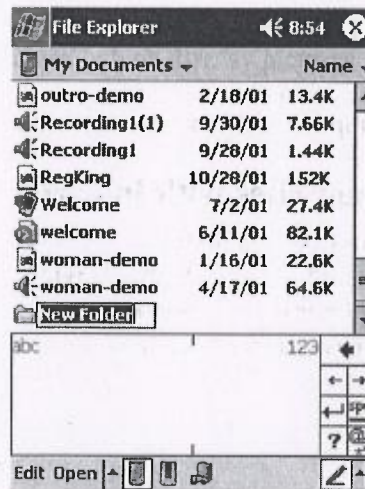 File Explorer 8:54
My Documents Name
outro-demo 2/18/01 13.4K
Recording1(1) 9/30/01 7.66K
Recording1 9/28/01 1.44K
RegKing 10/28/01 152K
Welcome 7/2/01 27.4K
welcome 6/11/01 82.1K
woman-demo 1/16/01 22.6K
woman-demo 4/17/01 64.6K
New Folder
abc 123
?
Edit Open